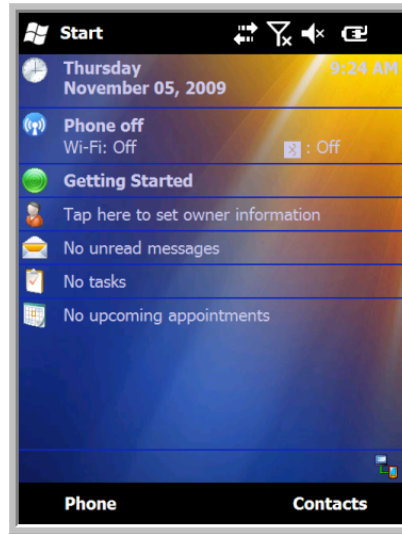 Start
Thursday 9:24 AM
November 05, 2009
Phone off
Wi-Fi: Off : Off
Getting Started
Tap here to set owner information
No unread messages
No tasks
No upcoming appointments
Phone Contacts